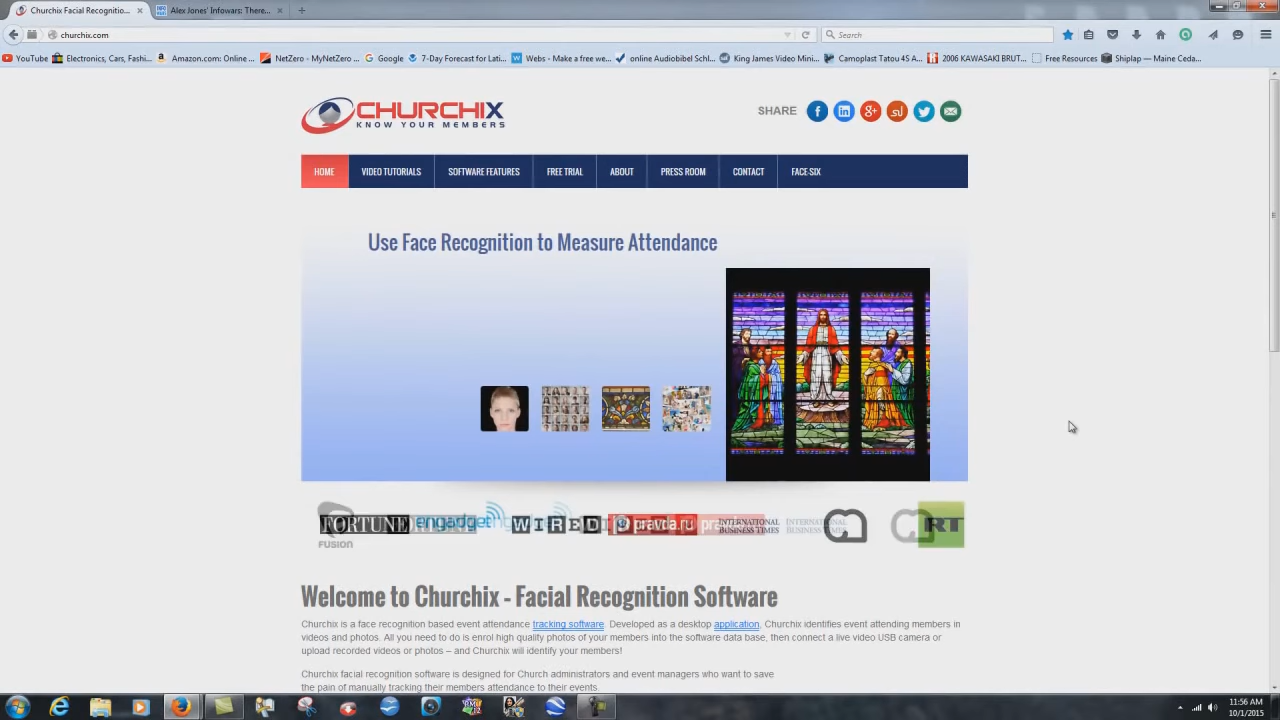 Churchix Facial Recognitio...
Alex Jones' Infowars: There...
churchix.com
Search
YouTube
Electronics, Cars, Fashi...
Amazon.com: Online ...
NetZero - MyNetZero ...
Google
7-Day Forecast for Lati...
Webs - Make a free we...
online Audiobibel Schl...
King James Video Mini...
Camoplast Tatou 4S A...
2006 KAWASAKI BRUT...
Free Resources
Shiplap — Maine Ceda...
CHURCHIX
KNOW YOUR MEMBERS
SHARE
HOME
VIDEO TUTORIALS
SOFTWARE FEATURES
FREE TRIAL
ABOUT
PRESS ROOM
CONTACT
FACE-SIX
Use Face Recognition to Measure Attendance
FORTUNE
FUSION
engadget
WIRED
pravda.ru
INTERNATIONAL
BUSINESS TIMES
RT
Welcome to Churchix - Facial Recognition Software
Churchix is a face recognition based event attendance tracking software. Developed as a desktop application, Churchix identifies event attending members in
videos and photos. All you need to do is enrol high quality photos of your members into the software data base, then connect a live video USB camera or
upload recorded videos or photos – and Churchix will identify your members!
Churchix facial recognition software is designed for Church administrators and event managers who want to save
the pain of manually tracking their members attendance to their events.
11:56 AM
10/1/2015